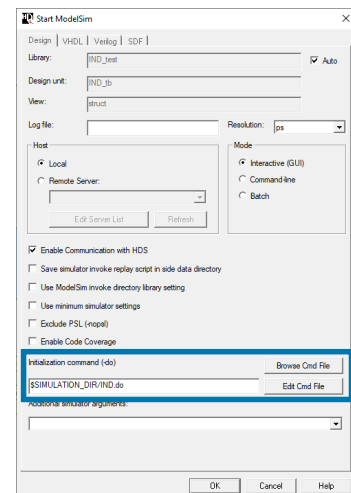 HD Start ModelSim
Design VHDL Verilog SDF
Library: IND_test Auto
Design unit: IND_tb
View: struct
Log file: Resolution: ps
Host Mode
Local Interactive (GUI)
Remote Server: Command-line
Batch
Edit Server List Refresh
Enable Communication with HDS
Save simulator invoke replay script in side data directory
Use ModelSim invoke directory library setting
Use minimum simulator settings
Exclude PSL (-nopsl)
Enable Code Coverage
Initialization command (-do) Browse Cmd File
$SIMULATION_DIR/IND.do Edit Cmd File
Additional simulator arguments:
OK Cancel Help